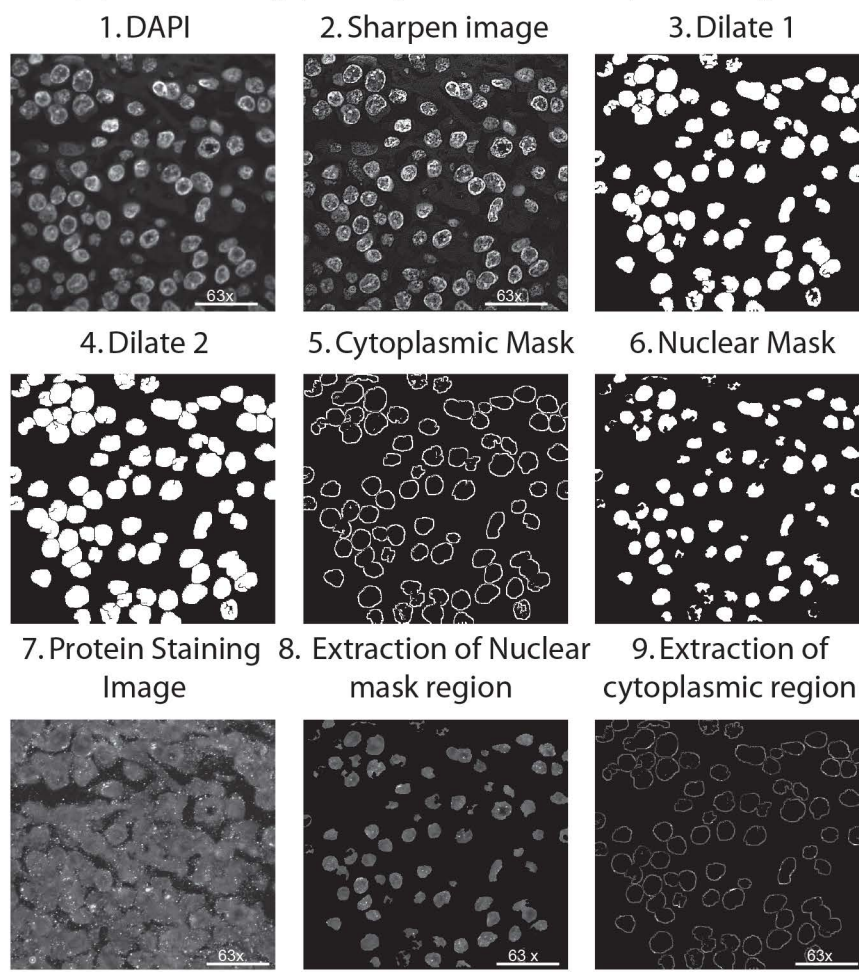 1. DAPI
2. Sharpen image
3. Dilate 1
63x
63x
4. Dilate 2
5. Cytoplasmic Mask
6. Nuclear Mask
7. Protein Staining
Image
8. Extraction of Nuclear
mask region
9. Extraction of
cytoplasmic region
63x
63 x
63x